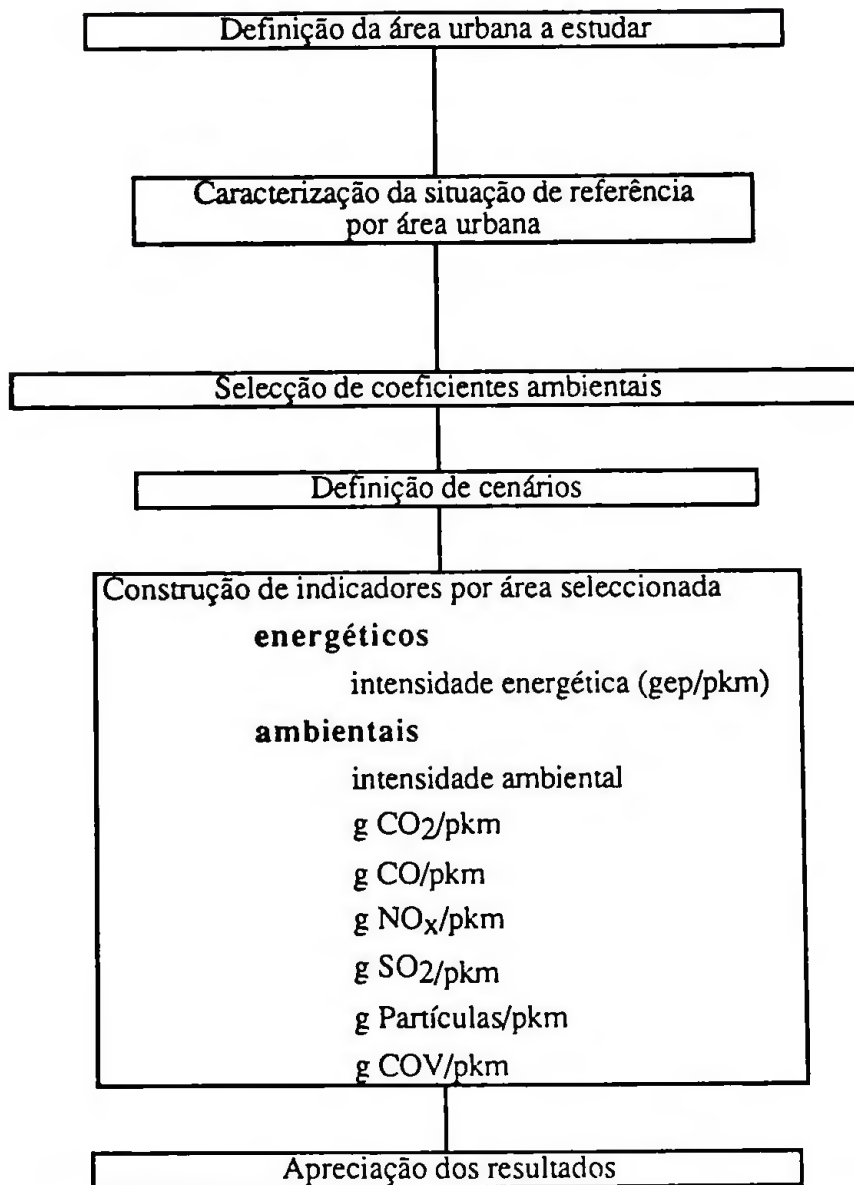 Definição da área urbana a estudar
Caracterização da situação de referência
por área urbana
Selecção de coeficientes ambientais
Definição de cenários
Construção de indicadores por área seleccionada
energéticos
intensidade energética (gep/pkm)
ambientais
intensidade ambiental
g CO2/pkm
g CO/pkm
g NOx/pkm
g SO2/pkm
g Partículas/pkm
g COV/pkm
Apreciação dos resultados